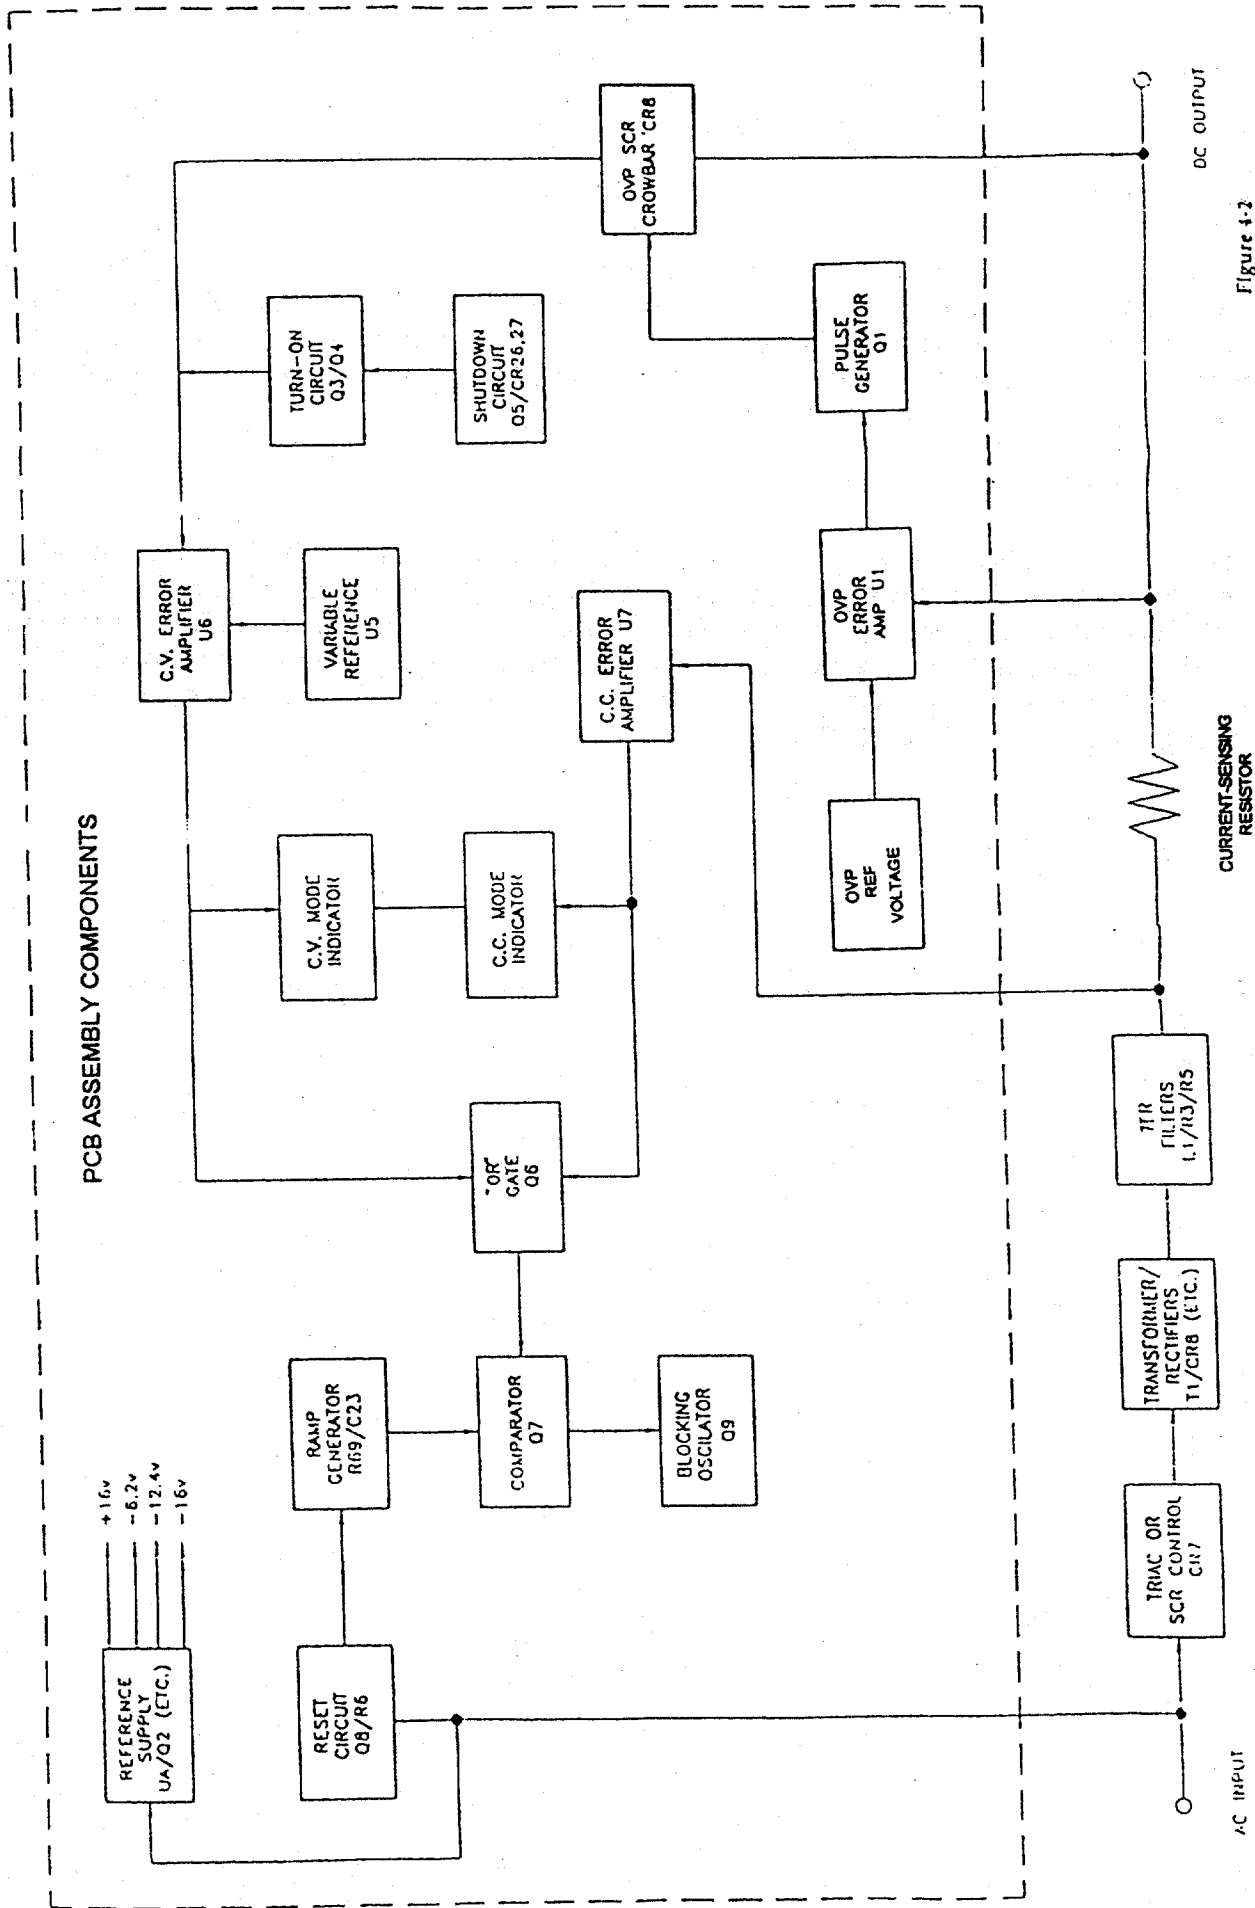 PCB ASSEMBLY COMPONENTS
REFERENCE
SUPPLY
UA/Q2 (ETC.)
+16v
-6.2v
-12.4v
-16v
RESET
CIRCUIT
Q8/R6
RAMP
GENERATOR
R69/C23
COMPARATOR
Q7
BLOCKING
OSCILATOR
Q9
"OR"
GATE
Q6
C.V. MODE
INDICATOR
C.C. MODE
INDICATOR
C.V. ERROR
AMPLIFIER
U6
VARIABLE
REFERENCE
U5
C.C. ERROR
AMPLIFIER U7
TURN-ON
CIRCUIT
Q3/Q4
SHUTDOWN
CIRCUIT
Q5/CR26,27
OVP SCR
CROWBAR CR8
PULSE
GENERATOR
Q1
OVP
ERROR
AMP U1
OVP
REF
VOLTAGE
AC INPUT
TRIAC OR
SCR CONTROL
CR7
TRANSFORMER/
RECTIFIERS
T1/CR8 (ETC.)
FILTERS
L1/R3/R5
CURRENT-SENSING
RESISTOR
DC OUTPUT
Figure 4-2